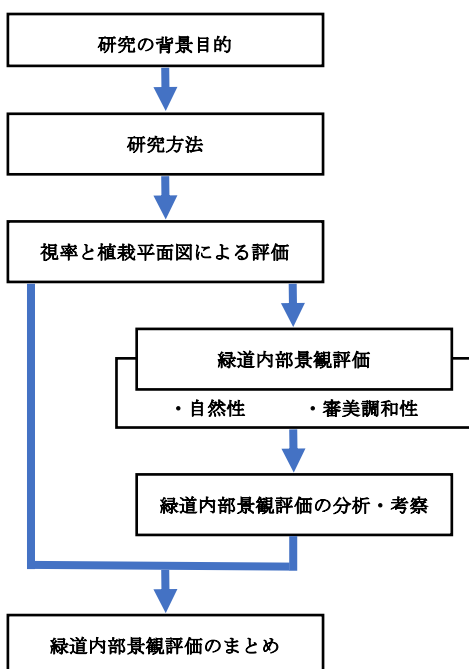 研究の背景目的
研究方法
視率と植栽平面図による評価
緑道内部景観評価
・自然性　・審美調和性
緑道内部景観評価の分析・考察
緑道内部景観評価のまとめ